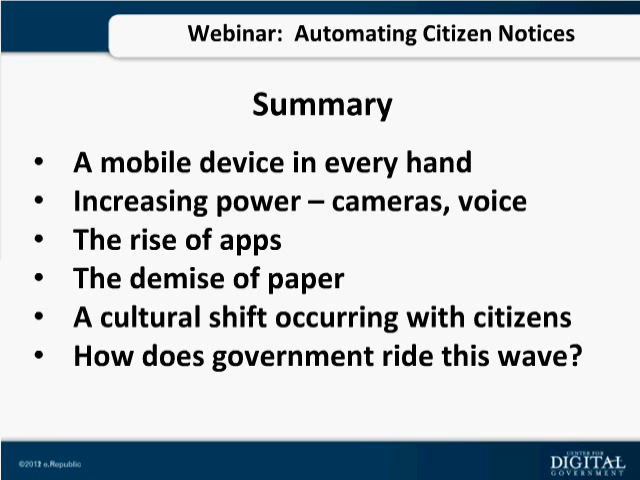 Webinar:  Automating Citizen Notices
Summary
• A mobile device in every hand
• Increasing power – cameras, voice
• The rise of apps
• The demise of paper
• A cultural shift occurring with citizens
• How does government ride this wave?
©2012 e.Republic
CENTER FOR
DIGITAL
GOVERNMENT